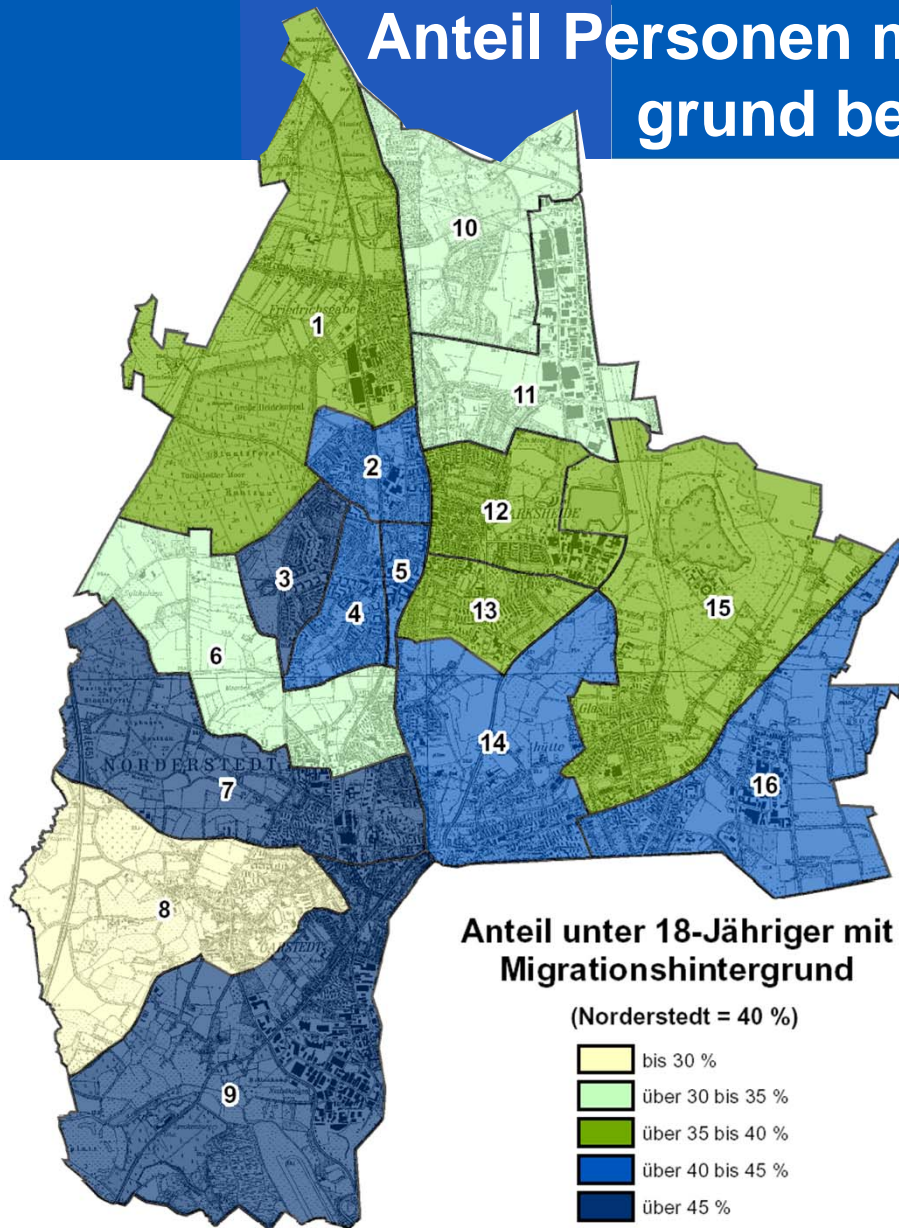 Anteil Personen m
grund be
10
Friedrichsgabe
1
11
2
12
3
5
4
13
15
6
14
NORDERSTEDT
7
16
8
GARSTEDT
9
Anteil unter 18-Jähriger mit
Migrationshintergrund
(Norderstedt = 40 %)
bis 30 %
über 30 bis 35 %
über 35 bis 40 %
über 40 bis 45 %
über 45 %